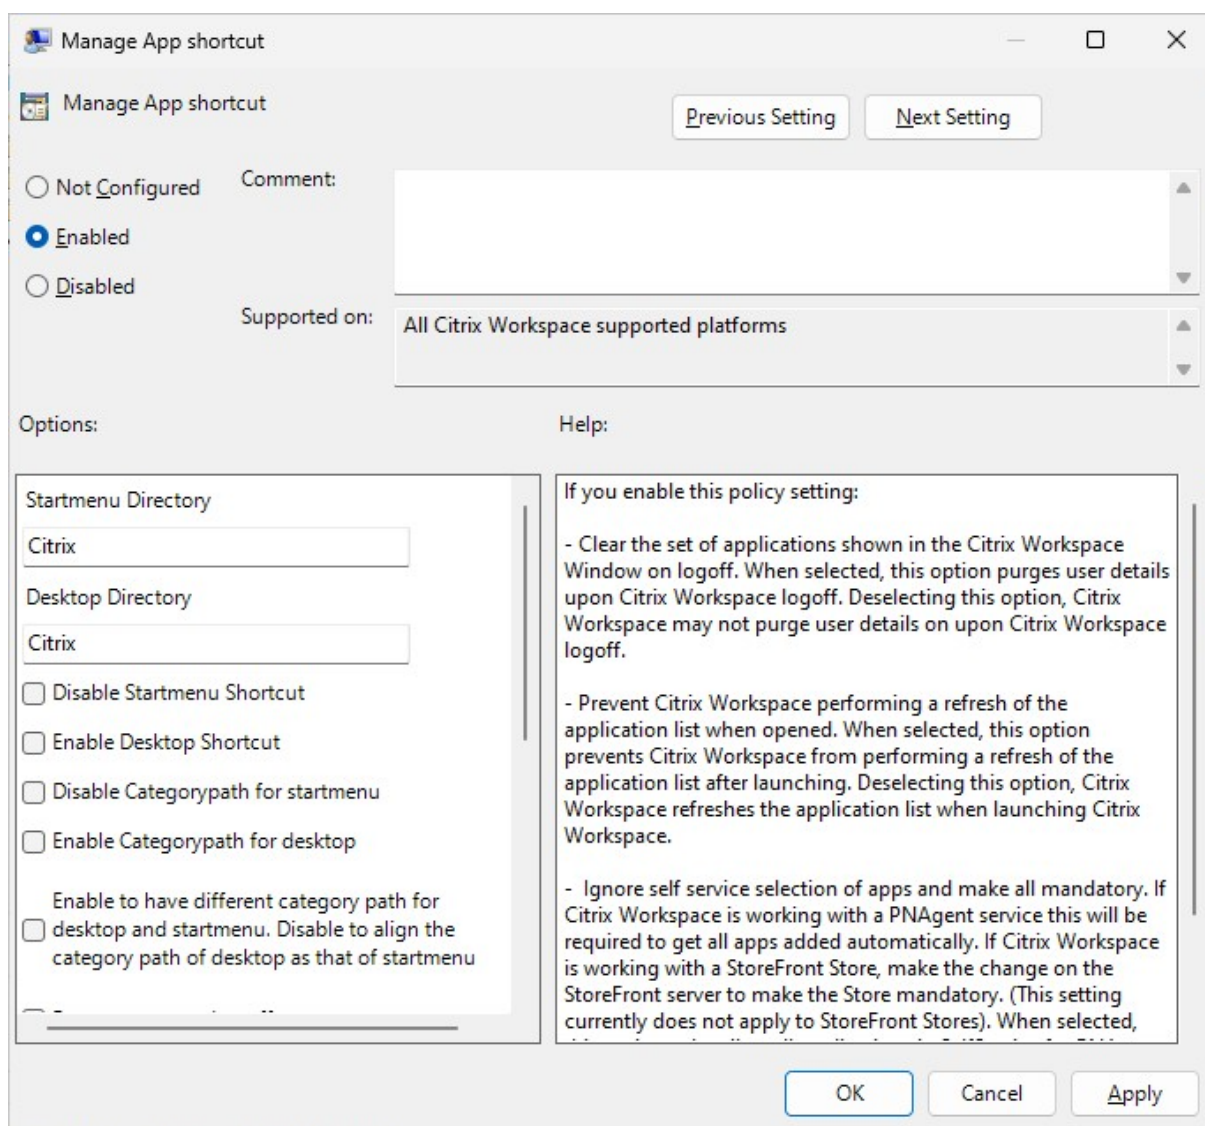 Manage App shortcut
Manage App shortcut
Previous Setting
Next Setting
Not Configured
Comment:
Enabled
Disabled
Supported on:
All Citrix Workspace supported platforms
Options:
Help:
Startmenu Directory
Citrix
Desktop Directory
Citrix
Disable Startmenu Shortcut
Enable Desktop Shortcut
Disable Categorypath for startmenu
Enable Categorypath for desktop
Enable to have different category path for
desktop and startmenu. Disable to align the
category path of desktop as that of startmenu
If you enable this policy setting:
- Clear the set of applications shown in the Citrix Workspace
Window on logoff. When selected, this option purges user details
upon Citrix Workspace logoff. Deselecting this option, Citrix
Workspace may not purge user details on upon Citrix Workspace
logoff.
- Prevent Citrix Workspace performing a refresh of the
application list when opened. When selected, this option
prevents Citrix Workspace from performing a refresh of the
application list after launching. Deselecting this option, Citrix
Workspace refreshes the application list when launching Citrix
Workspace.
- Ignore self service selection of apps and make all mandatory. If
Citrix Workspace is working with a PNAgent service this will be
required to get all apps added automatically. If Citrix Workspace
is working with a StoreFront Store, make the change on the
StoreFront server to make the Store mandatory. (This setting
currently does not apply to StoreFront Stores). When selected,
OK
Cancel
Apply